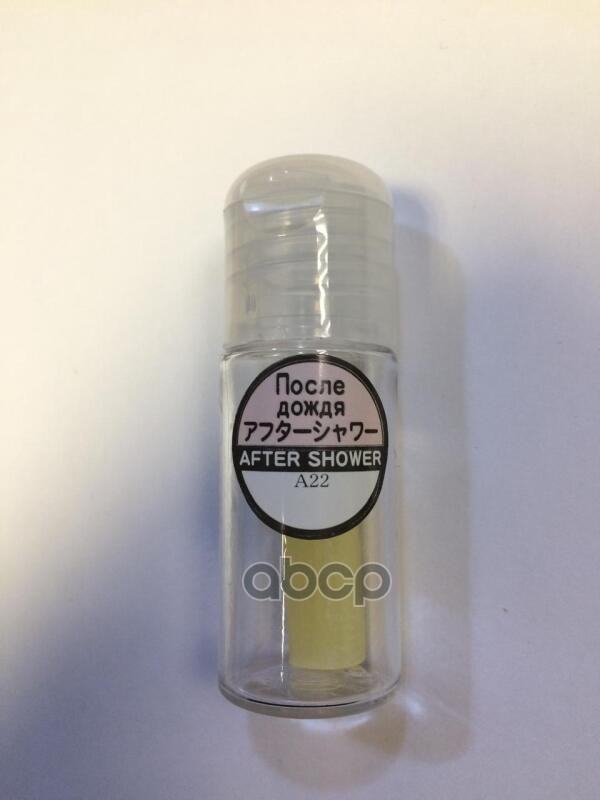 После
дождя
アフターシャワー
AFTER SHOWER
A22
abcp